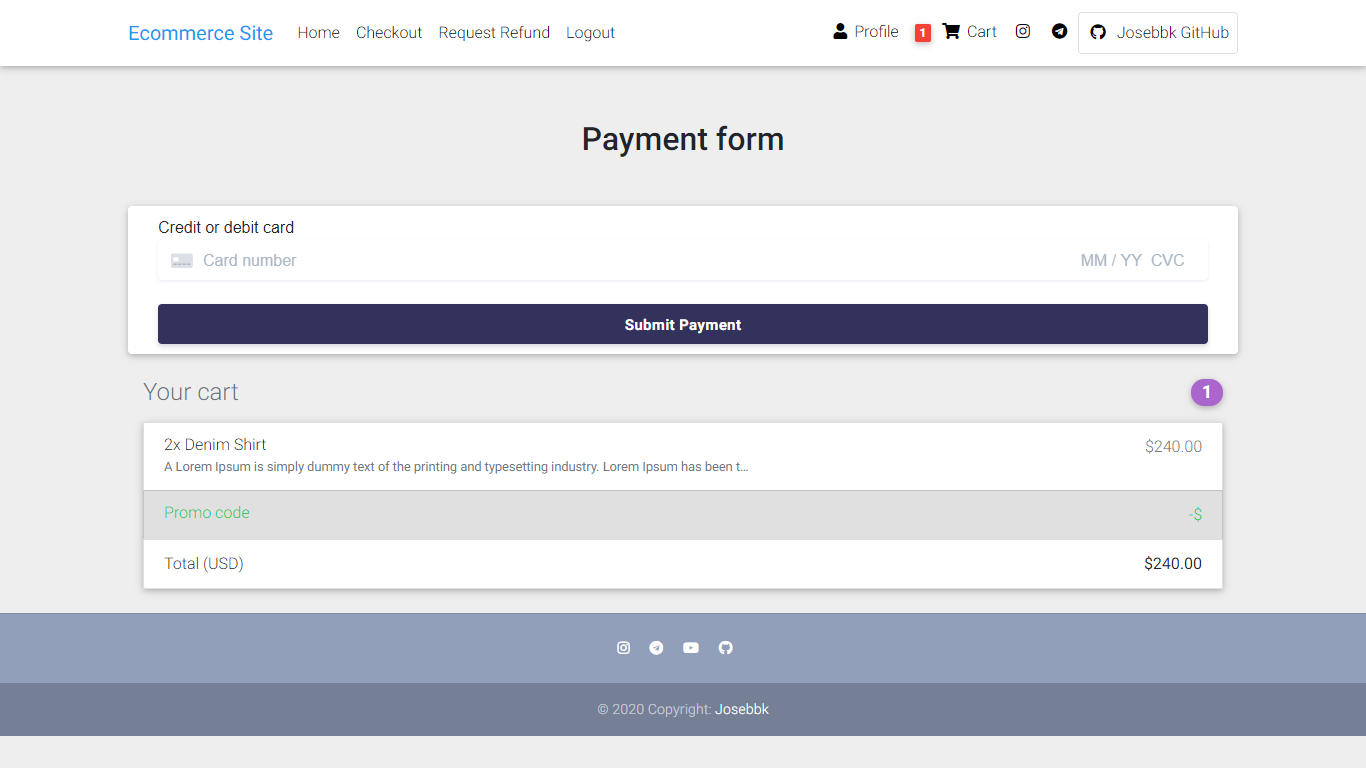 Ecommerce Site Home Checkout Request Refund Logout Profile 1 Cart Josebbk GitHub
Payment form
Credit or debit card
Card number MM / YY CVC
Submit Payment
Your cart 1
2x Denim Shirt $240.00
A Lorem Ipsum is simply dummy text of the printing and typesetting industry. Lorem Ipsum has been t...
Promo code -$
Total (USD) $240.00
© 2020 Copyright: Josebbk